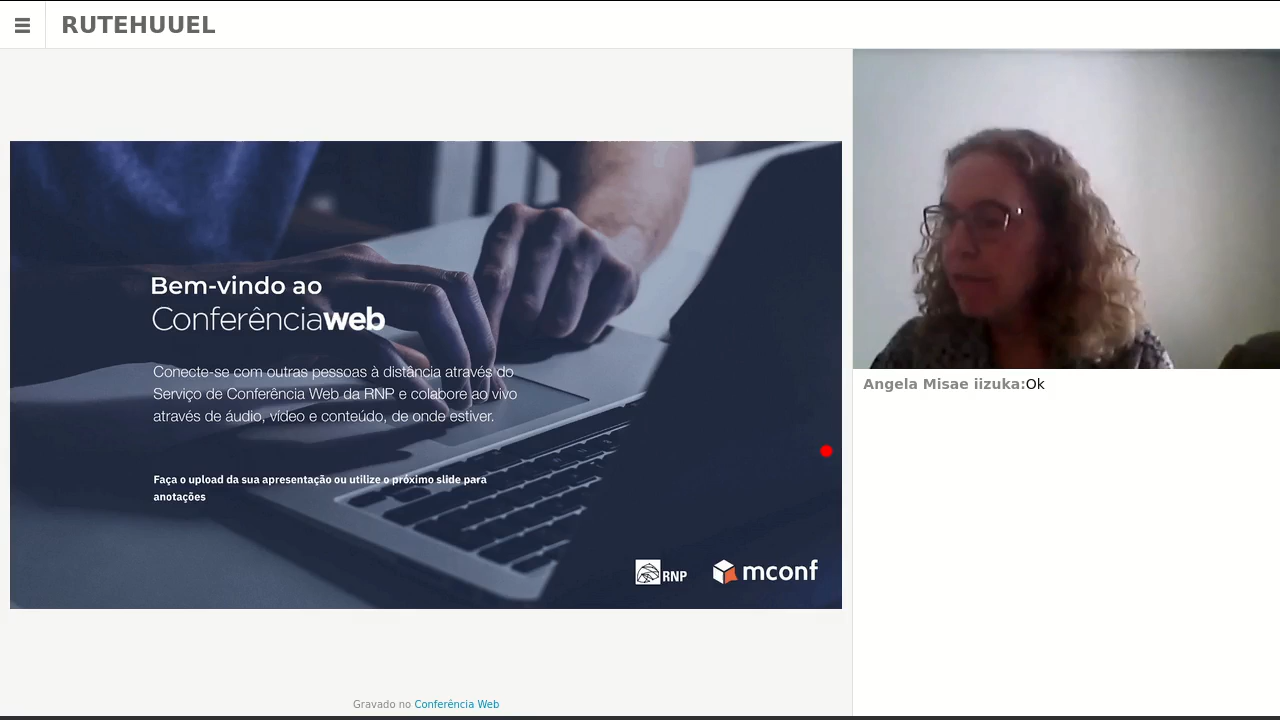 RUTEHUUEL
Bem-vindo ao
Conferênciaweb
Conecte-se com outras pessoas à distância através do
Serviço de Conferência Web da RNP e colabore ao vivo
através de áudio, vídeo e conteúdo, de onde estiver.
Faça o upload da sua apresentação ou utilize o próximo slide para
anotações
RNP
mconf
Angela Misae iizuka:Ok
Gravado no Conferência Web